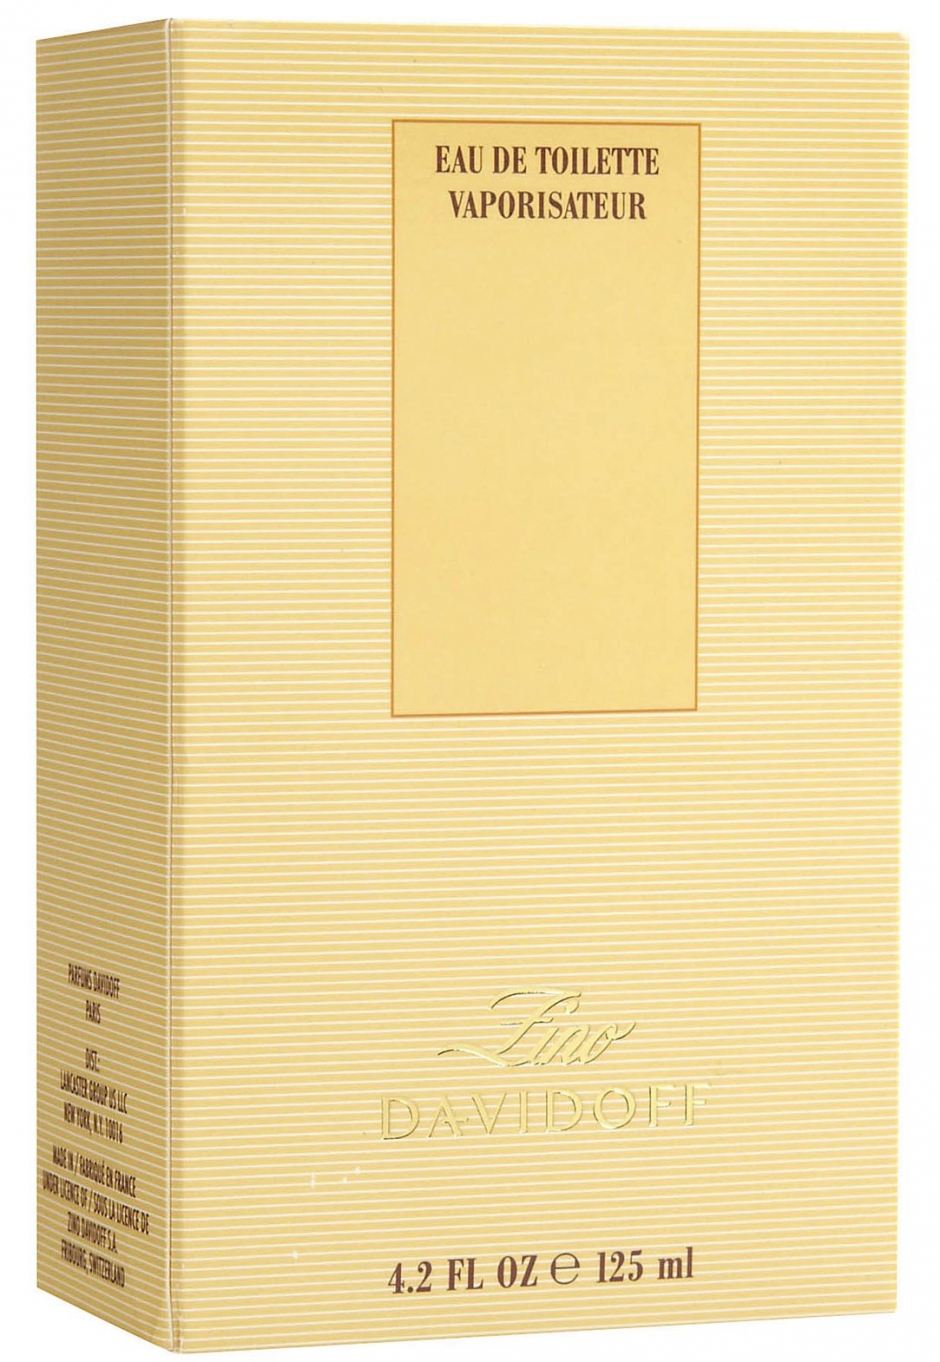 EAU DE TOILETTE
VAPORISATEUR
Zino
DAVIDOFF
4.2 FL OZ ℮ 125 ml
PARFUMS DAVIDOFF
PARIS
DIST.:
LANCASTER GROUP US LLC
NEW YORK, N.Y. 10016
MADE IN / FABRIQUÉ EN FRANCE
UNDER LICENCE OF / SOUS LA LICENCE DE
ZINO DAVIDOFF S.A.
FRIBOURG, SWITZERLAND